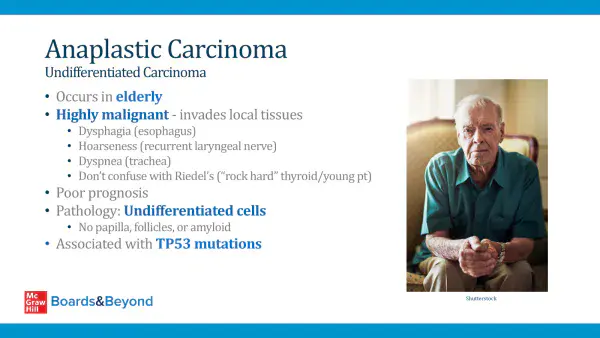 Anaplastic Carcinoma
Undifferentiated Carcinoma
• Occurs in elderly
• Highly malignant - invades local tissues
• Dysphagia (esophagus)
• Hoarseness (recurrent laryngeal nerve)
• Dyspnea (trachea)
• Don't confuse with Riedel's ("rock hard" thyroid/young pt)
• Poor prognosis
• Pathology: Undifferentiated cells
• No papilla, follicles, or amyloid
• Associated with TP53 mutations
Shutterstock
Mc
Graw
Hill
Boards&Beyond